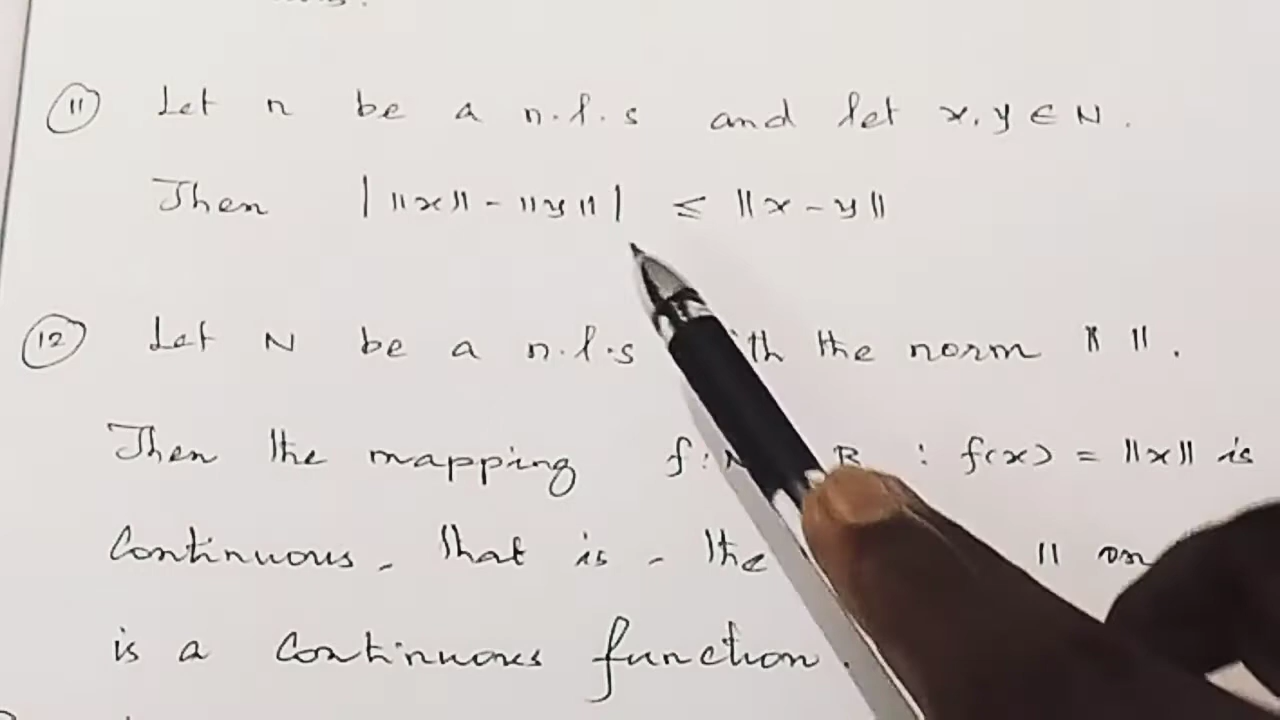 (11) Let n be a n.l.s and let x, y ∈ N.
Then | ||x|| - ||y|| | ≤ ||x - y||
(12) Let N be a n.l.s th the norm || ||.
Then the mapping f : N R : f(x) = ||x|| is
Continuous. That is - the || on
is a continuous function.